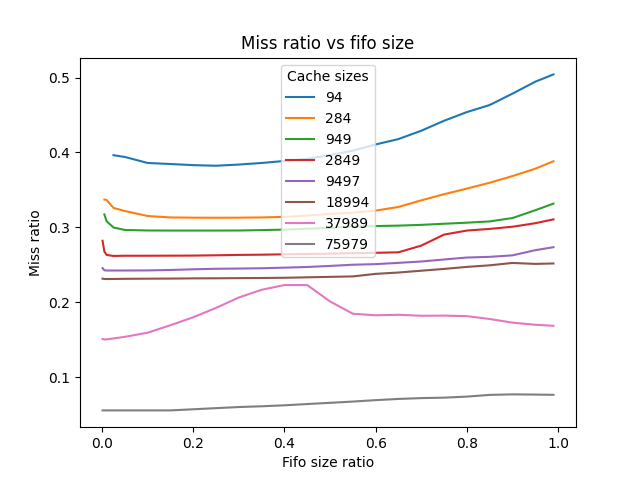 Miss ratio vs fifo size
Cache sizes
94
284
949
2849
9497
18994
37989
75979
Miss ratio
0.5
0.4
0.3
0.2
0.1
0.0 0.2 0.4 0.6 0.8 1.0
Fifo size ratio